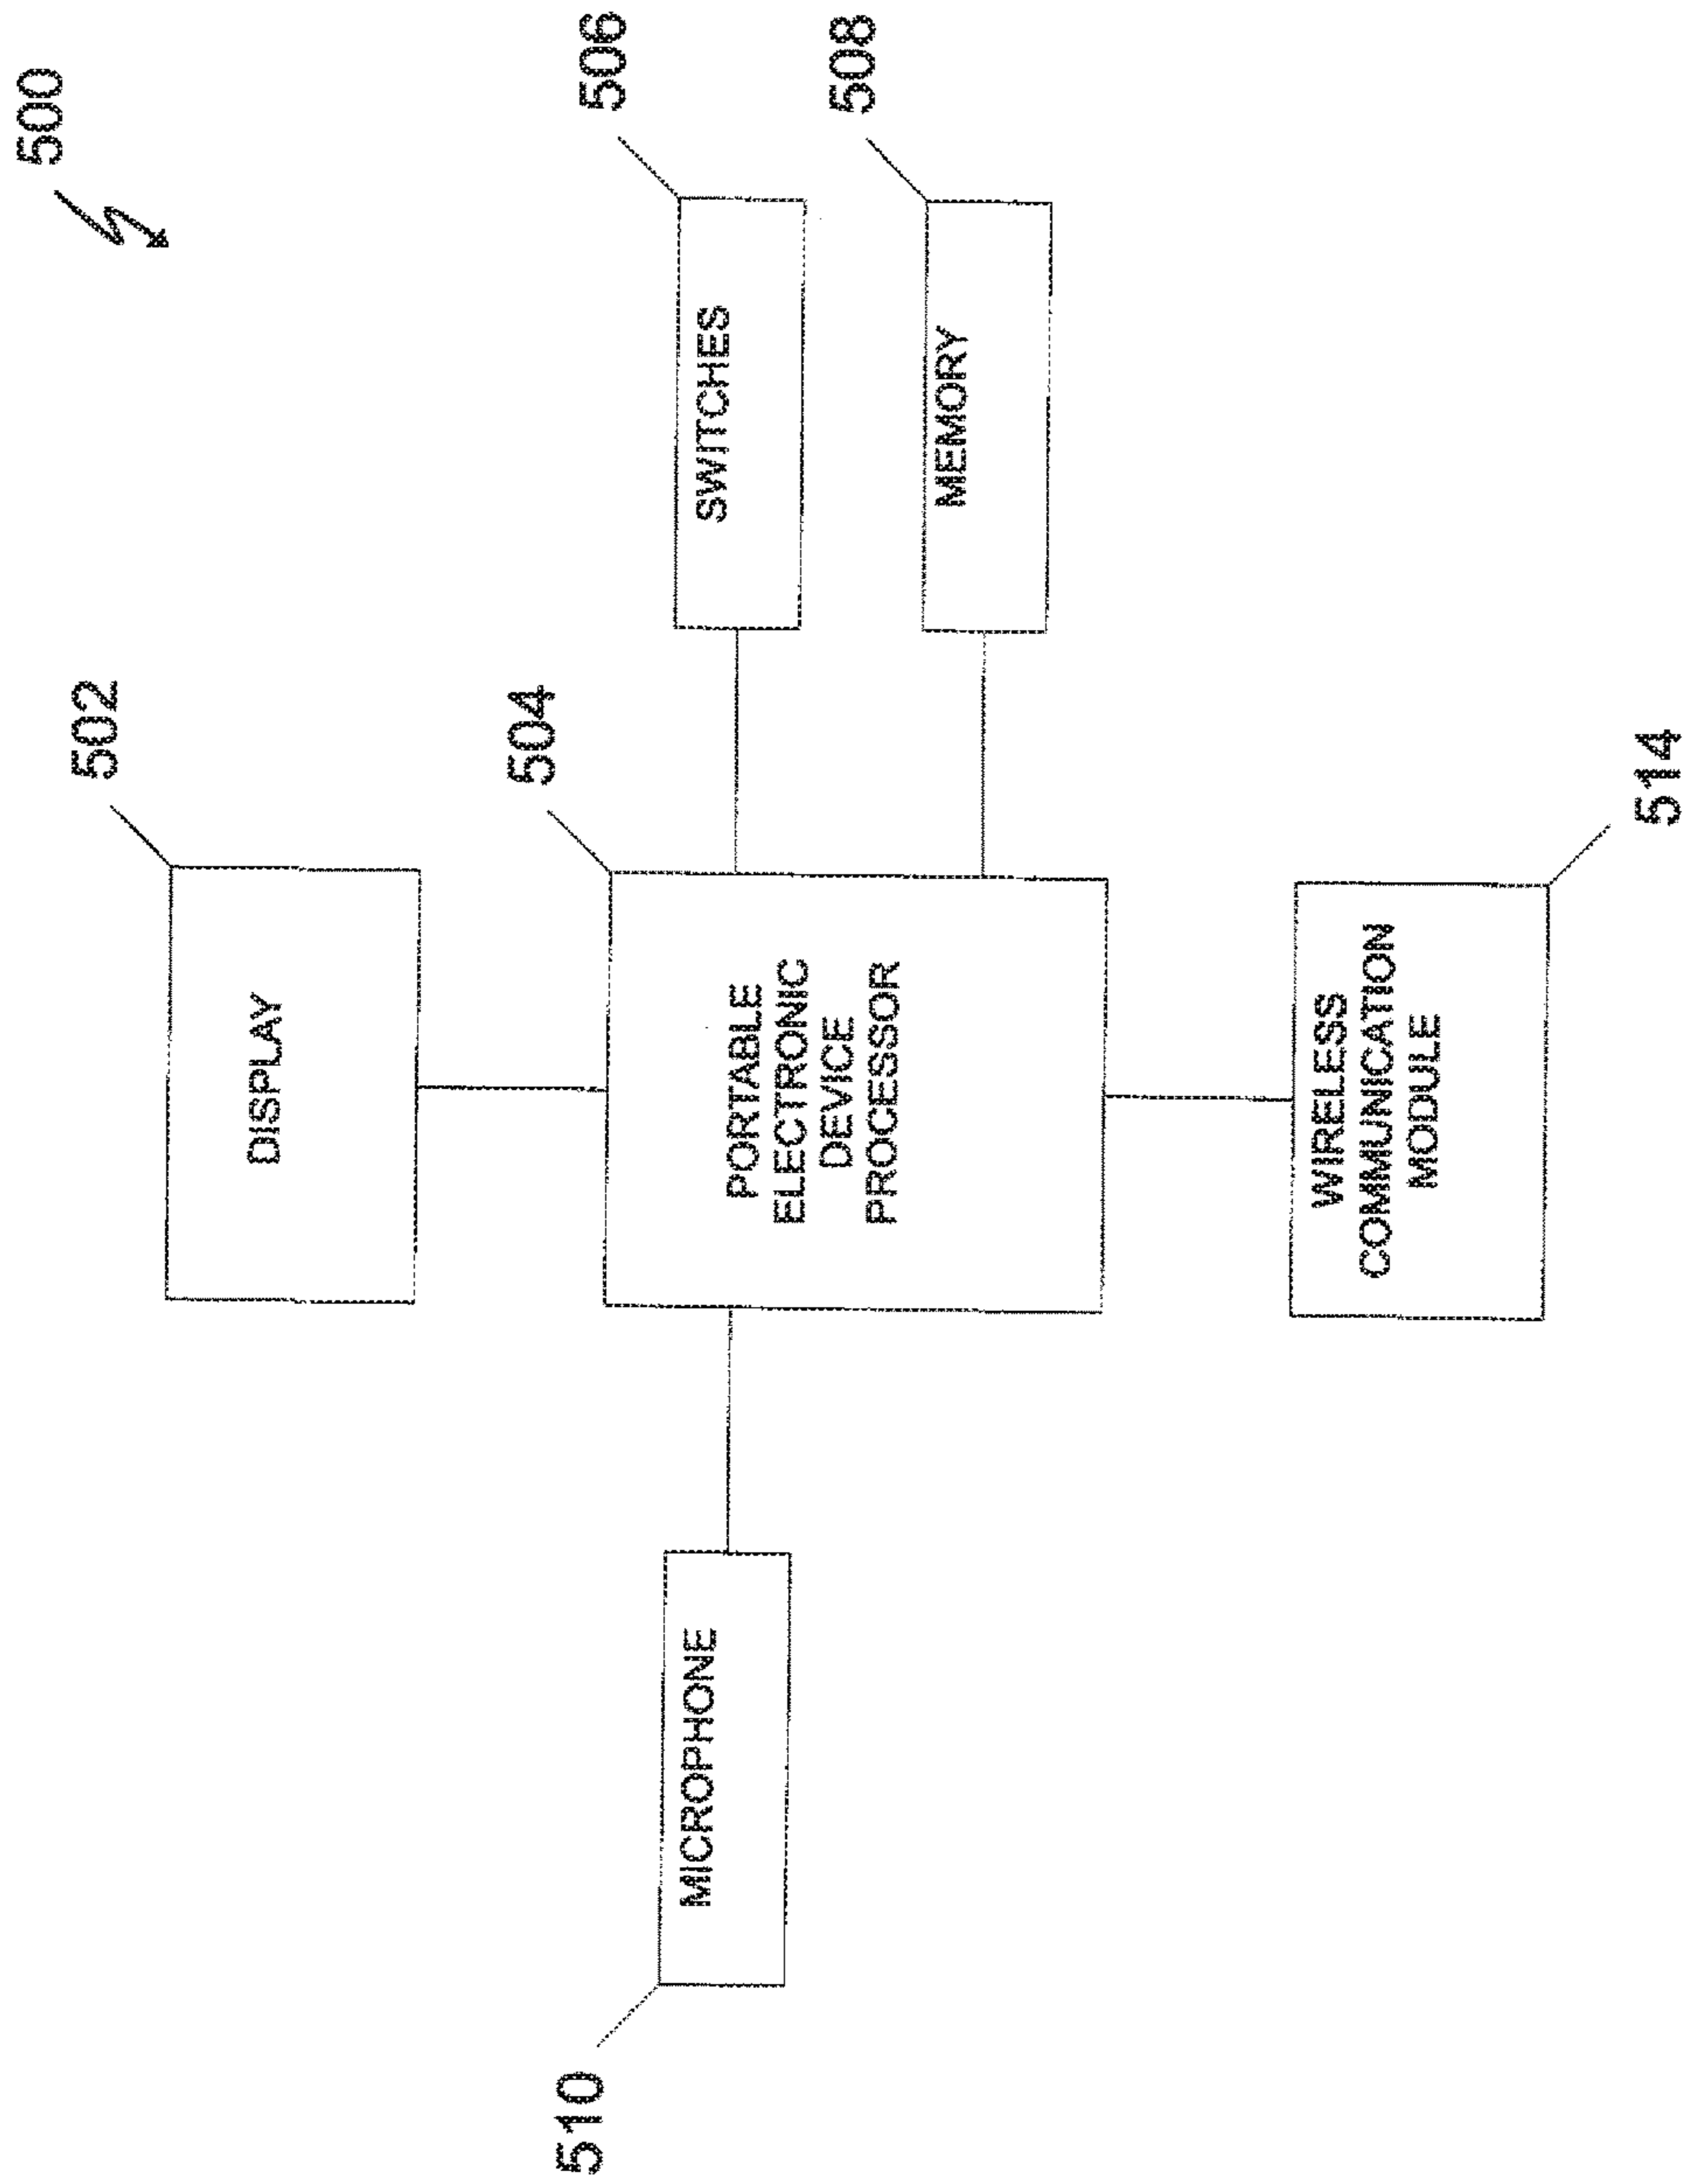 500
502
DISPLAY
504
PORTABLE
ELECTRONIC
DEVICE
PROCESSOR
506
SWITCHES
508
MEMORY
510
MICROPHONE
WIRELESS
COMMUNICATION
MODULE
514